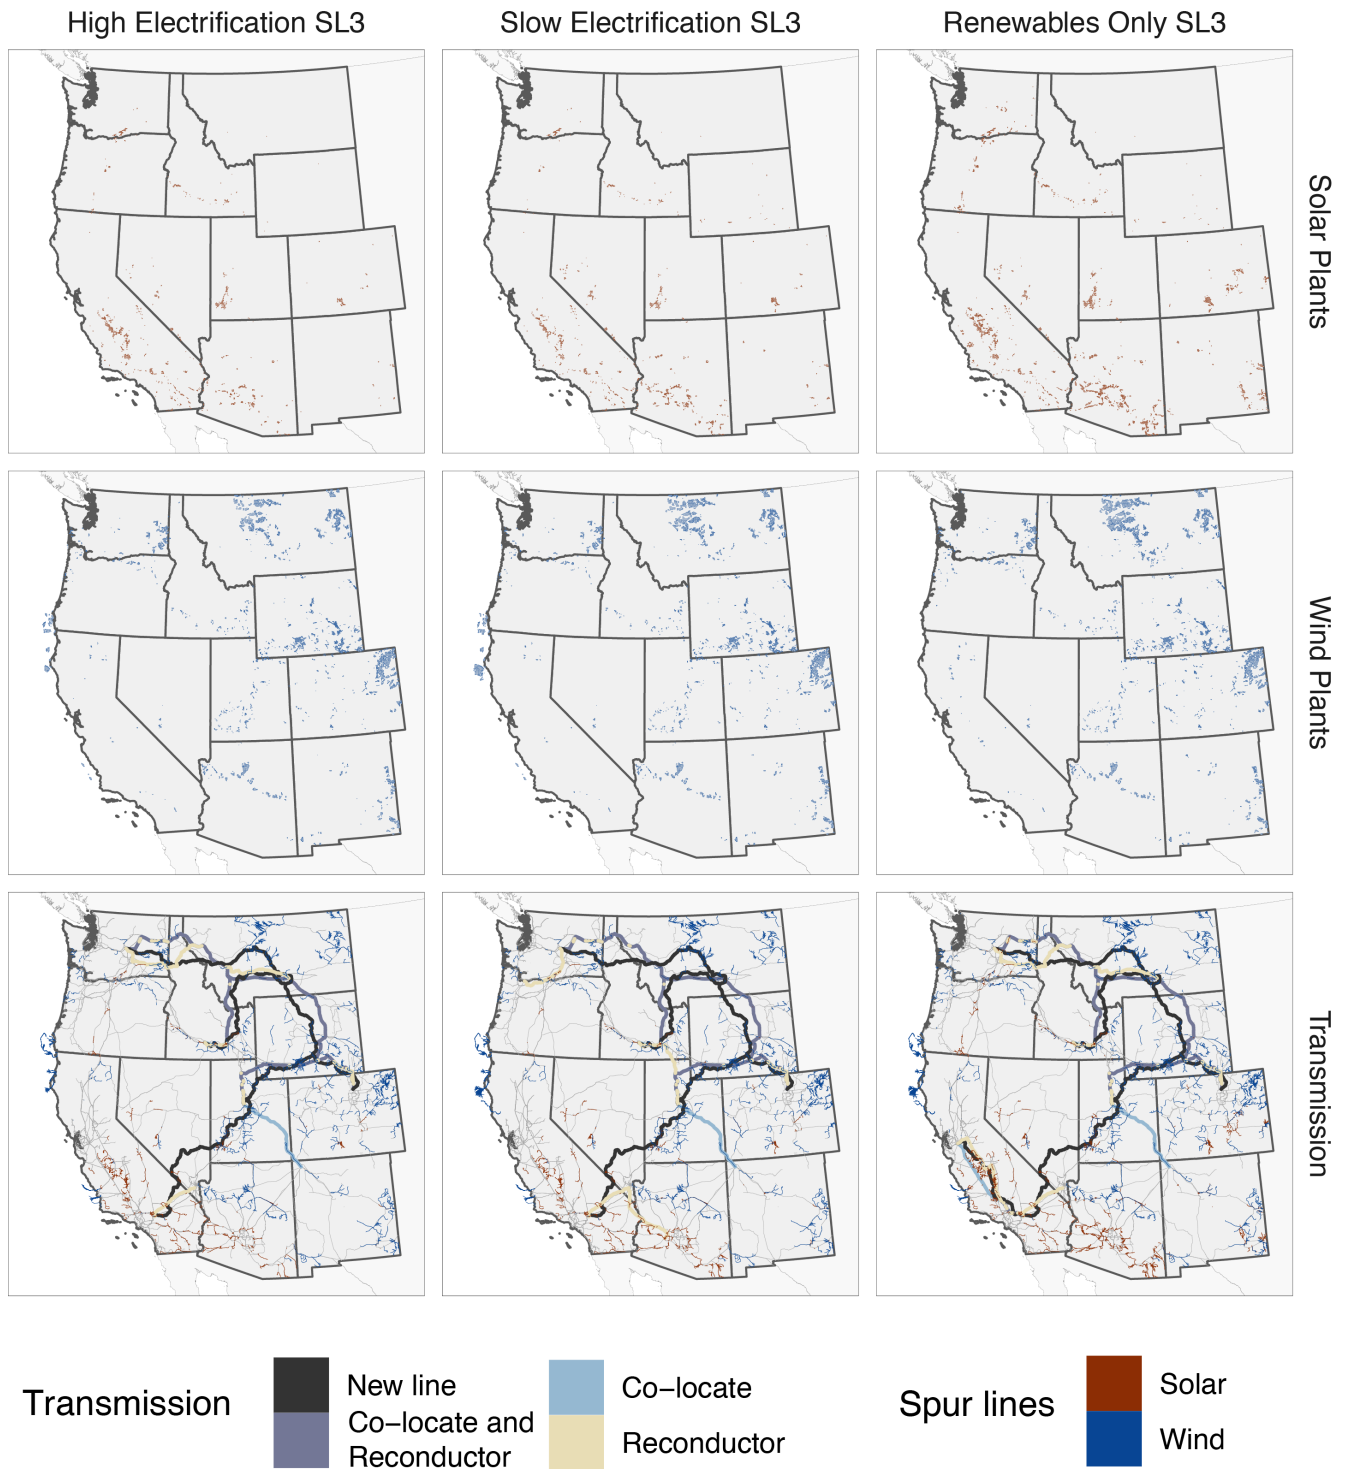 High Electrification SL3
Slow Electrification SL3
Renewables Only SL3
Solar Plants
Wind Plants
Transmission
Transmission
New line
Co−locate and
Reconductor
Co−locate
Reconductor
Spur lines
Solar
Wind